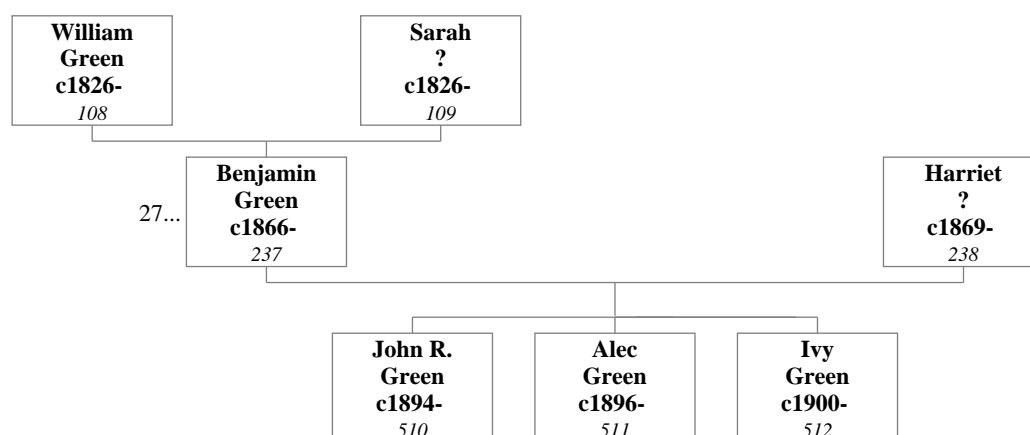 William
Green
c1826-
108
Sarah
?
c1826-
109
27...
Benjamin
Green
c1866-
237
Harriet
?
c1869-
238
John R.
Green
c1894-
510
Alec
Green
c1896-
511
Ivy
Green
c1900-
512